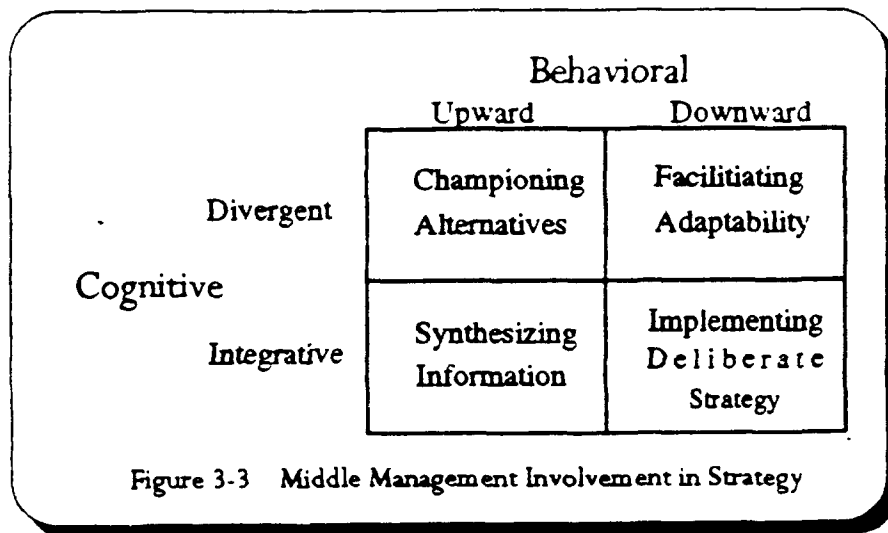 Behavioral
Upward Downward
Championing Facilitiating
Divergent
Alternatives Adaptability
Cognitive
Synthesizing Implementing
Integrative Deliberate
Information Strategy
Figure 3-3 Middle Management Involvement in Strategy